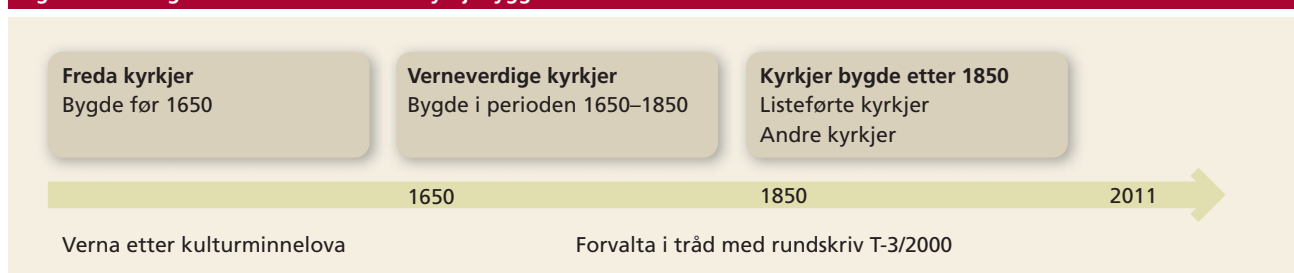 Freda kyrkjer
Bygde før 1650
Verneverdige kyrkjer
Bygde i perioden 1650–1850
Kyrkjer bygde etter 1850
Listeførte kyrkjer
Andre kyrkjer
1650
1850
2011
Verna etter kulturminnelova
Forvalta i tråd med rundskriv T-3/2000